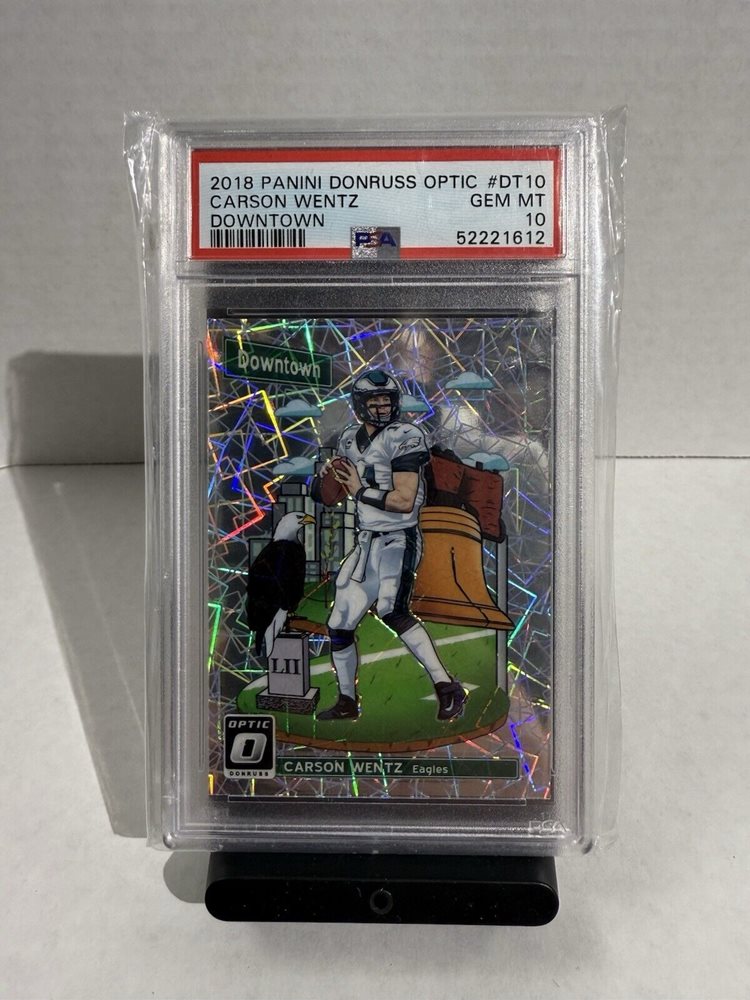 2018 PANINI DONRUSS OPTIC #DT10
CARSON WENTZ GEM MT
DOWNTOWN 10
PSA 52221612
Downtown
LII
OPTIC
DONRUSS
CARSON WENTZ Eagles
PSA